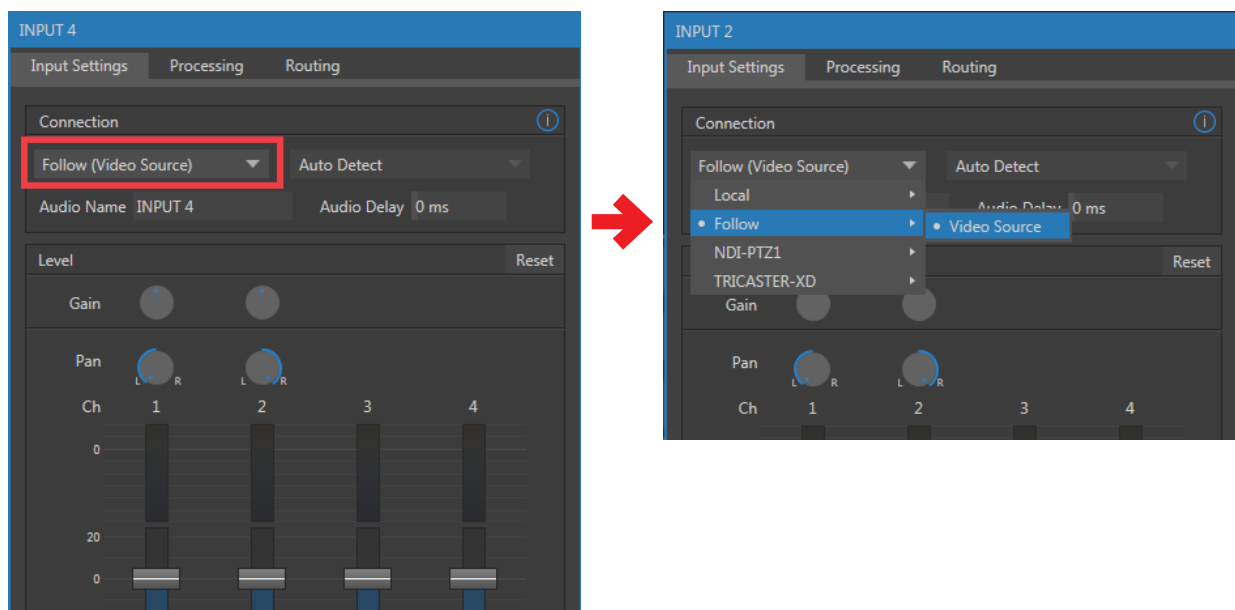 INPUT 4
Input Settings Processing Routing
Connection
Follow (Video Source) Auto Detect
Audio Name INPUT 4 Audio Delay 0 ms
Level Reset
Gain
Pan
L R L R
Ch 1 2 3 4
0
20
0
INPUT 2
Input Settings Processing Routing
Connection
Follow (Video Source) Auto Detect
Local Audio Delay 0 ms
Follow Video Source
NDI-PTZ1
Reset
TRICASTER-XD
Gain
Pan
L R L R
Ch 1 2 3 4